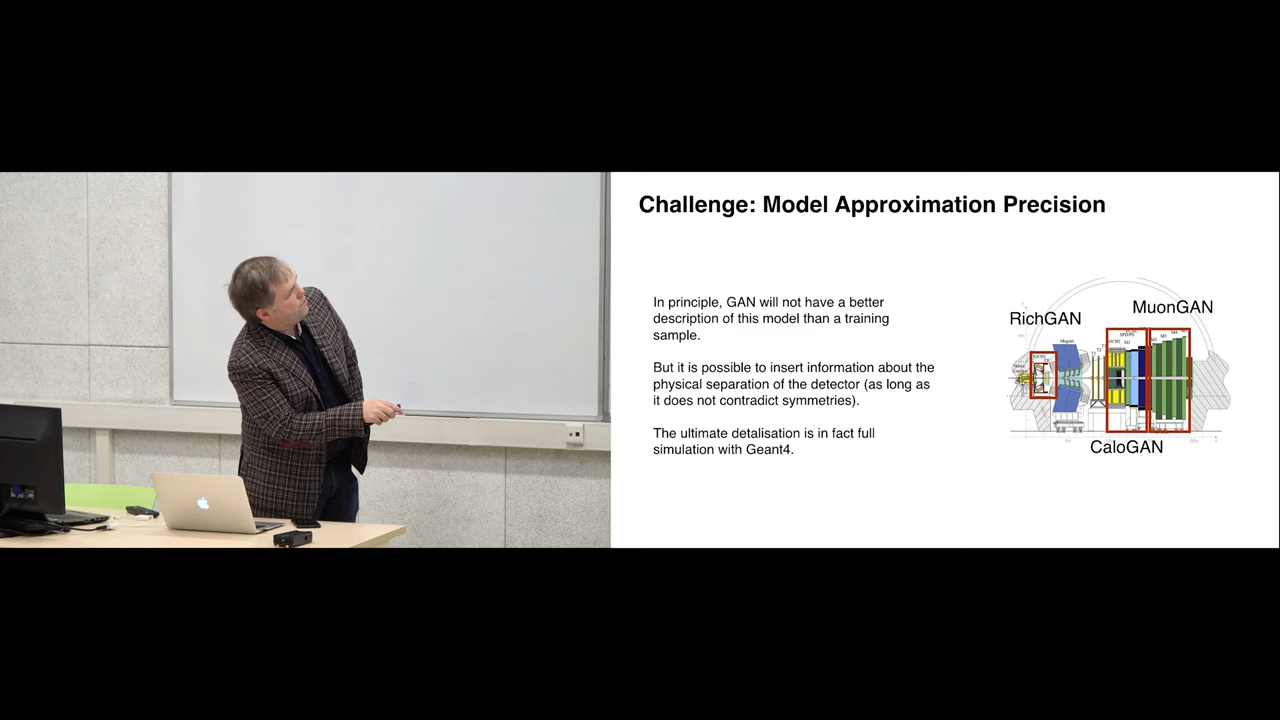 Challenge: Model Approximation Precision
In principle, GAN will not have a better
description of this model than a training
sample.
But it is possible to insert information about the
physical separation of the detector (as long as
it does not contradict symmetries).
The ultimate detalisation is in fact full
simulation with Geant4.
MuonGAN
RichGAN
Magnet
CaloGAN